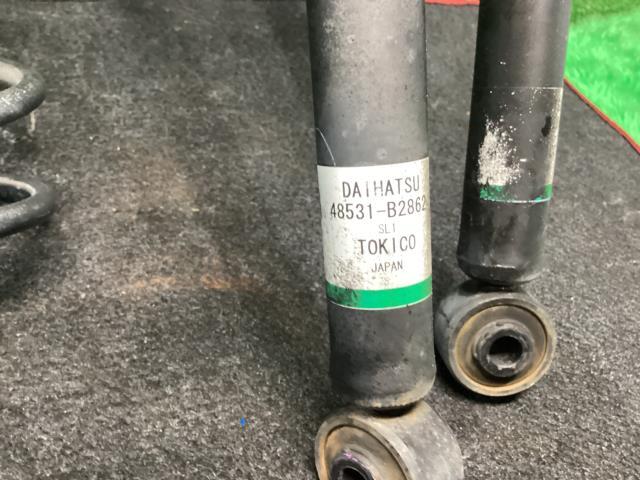 DAIHATSU
48531-B2862
SL1
TOKICO
JAPAN